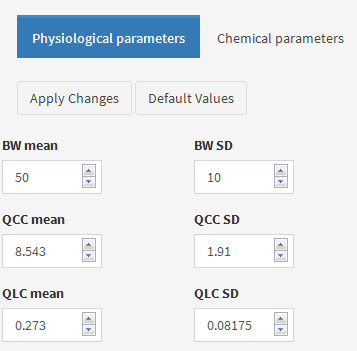 Physiological parameters Chemical parameters
Apply Changes Default Values
BW mean BW SD
50 10
QCC mean QCC SD
8.543 1.91
QLC mean QLC SD
0.273 0.08175